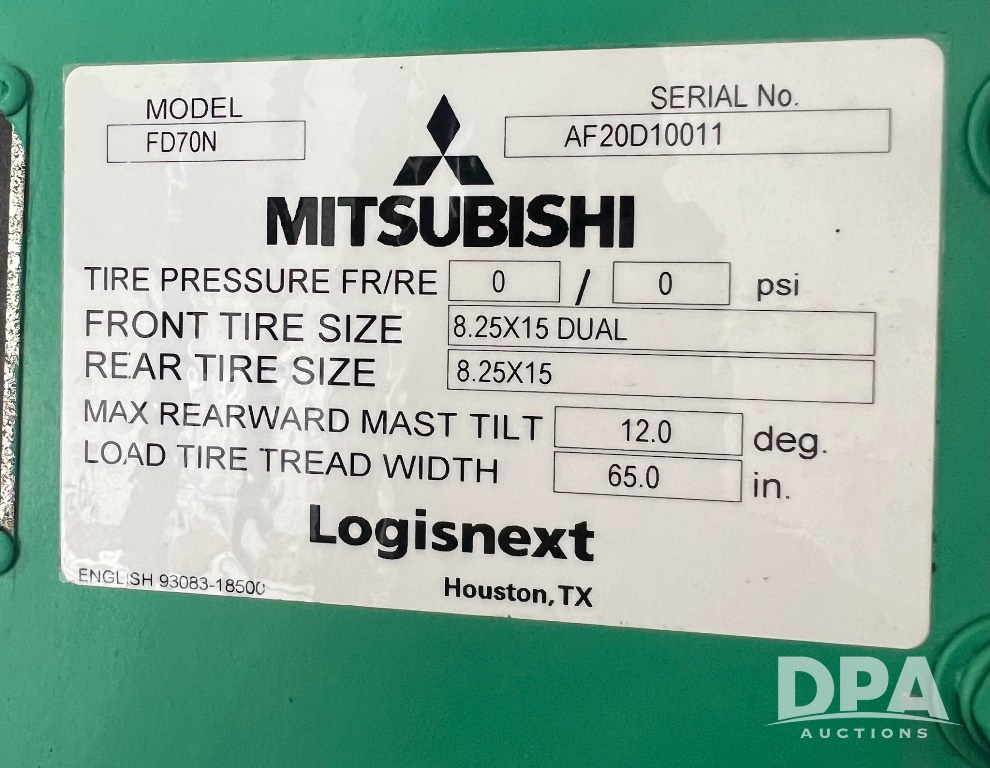 MODEL
FD70N
SERIAL No.
AF20D10011
MITSUBISHI
TIRE PRESSURE FR/RE 0 / 0 psi
FRONT TIRE SIZE 8.25X15 DUAL
REAR TIRE SIZE 8.25X15
MAX REARWARD MAST TILT 12.0 deg.
LOAD TIRE TREAD WIDTH 65.0 in.
Logisnext
Houston, TX
ENGLISH 93083-18500
DPA
AUCTIONS